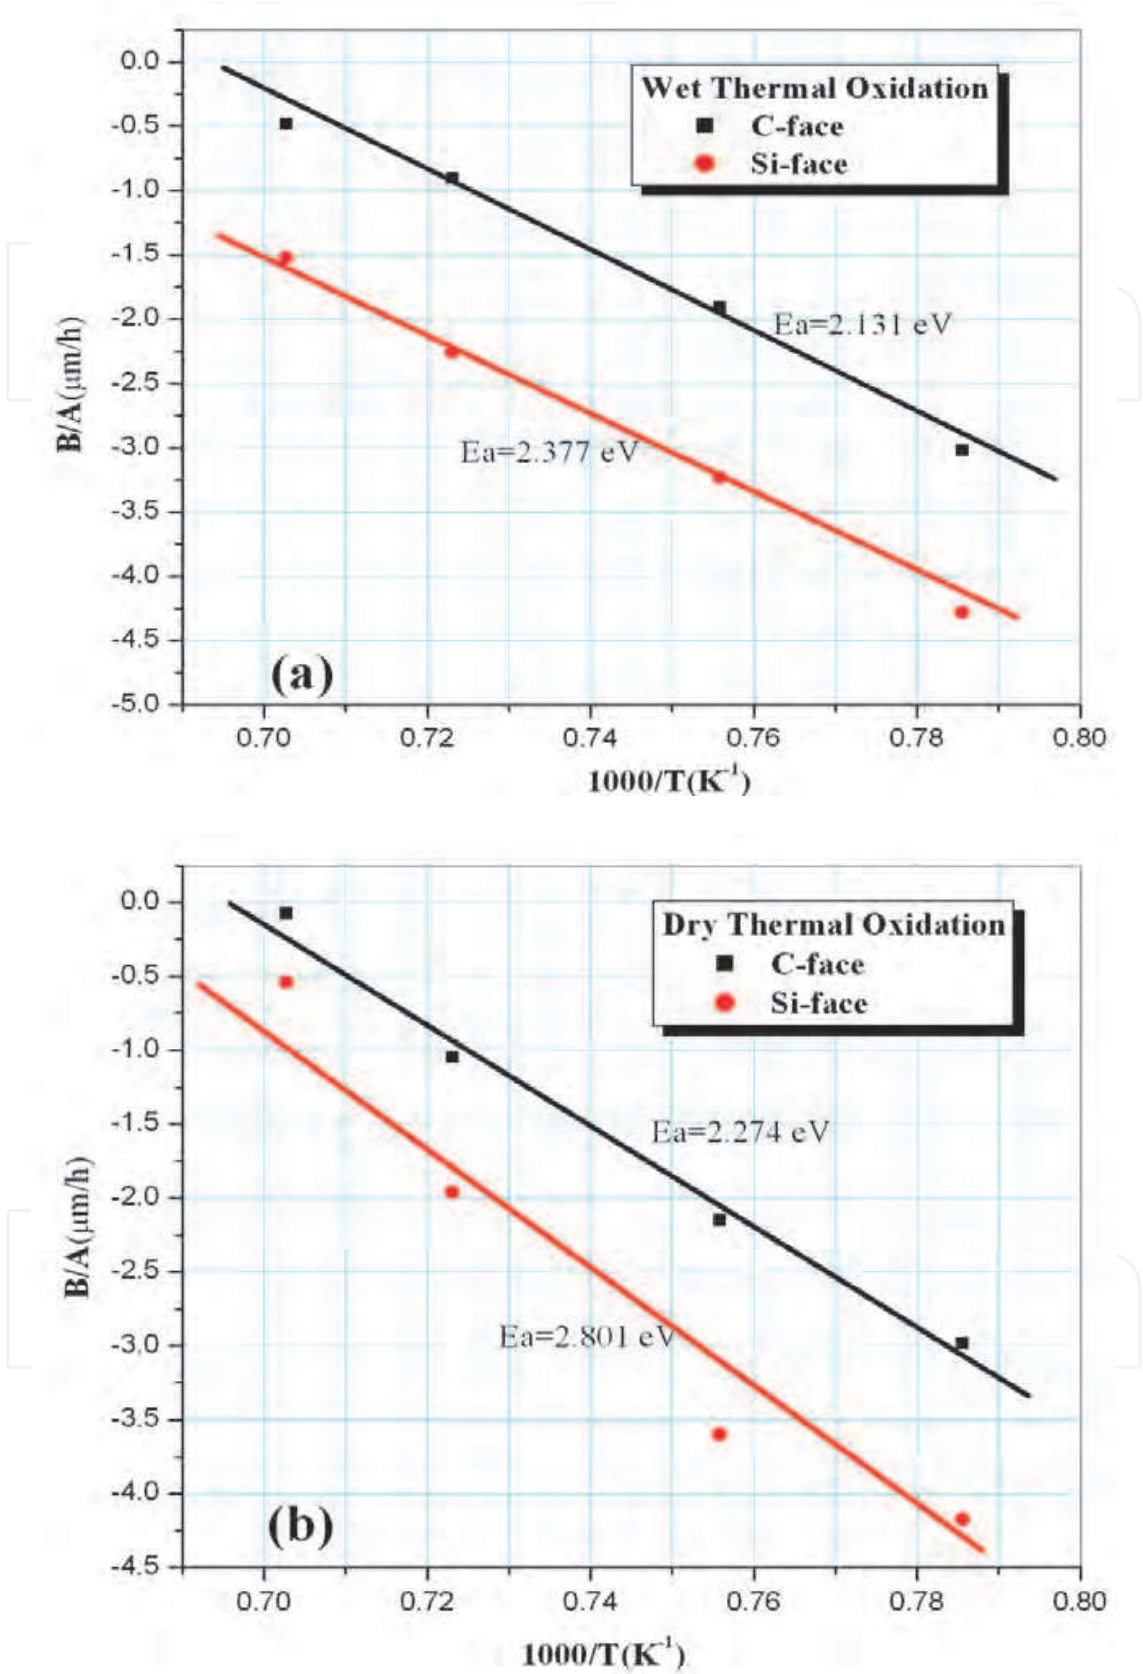 0.0
-0.5
-1.0
-1.5
-2.0
-2.5
-3.0
-3.5
-4.0
-4.5
-5.0
B/A(μm/h)
Wet Thermal Oxidation
C-face
Si-face
Ea=2.131 eV
Ea=2.377 eV
(a)
0.70 0.72 0.74 0.76 0.78 0.80
1000/T(K⁻¹)
0.0
-0.5
-1.0
-1.5
-2.0
-2.5
-3.0
-3.5
-4.0
-4.5
B/A(μm/h)
Dry Thermal Oxidation
C-face
Si-face
Ea=2.274 eV
Ea=2.801 eV
(b)
0.70 0.72 0.74 0.76 0.78 0.80
1000/T(K⁻¹)